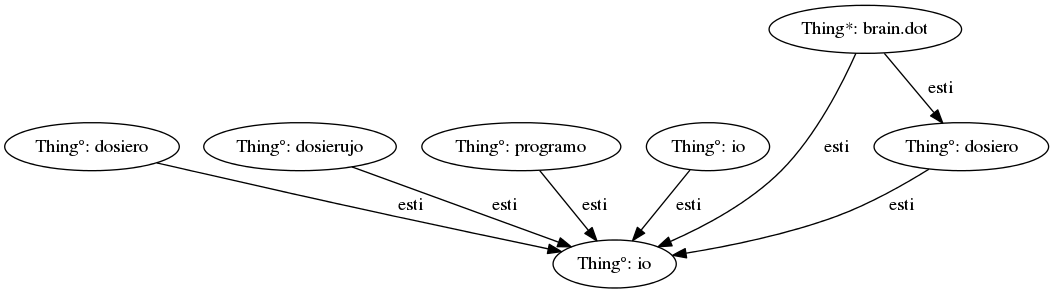 Thing*: brain.dot
esti
Thing°: dosiero
Thing°: dosierujo
Thing°: programo
Thing°: io
esti
Thing°: dosiero
esti
esti
esti
esti
esti
Thing°: io